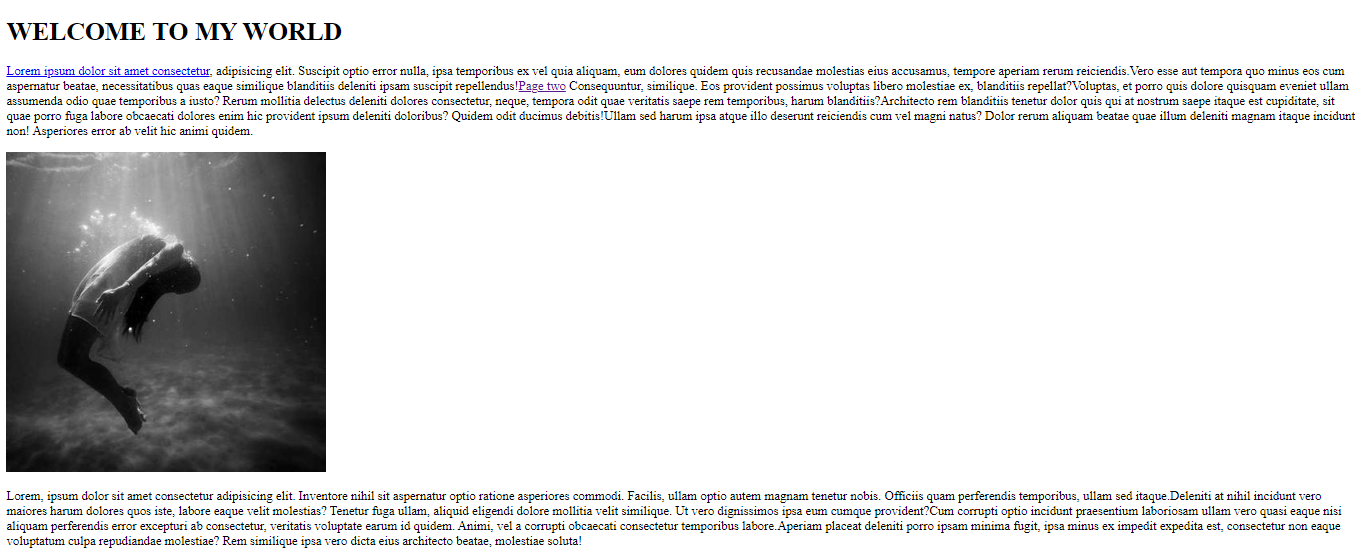 WELCOME TO MY WORLD
Lorem ipsum dolor sit amet consectetur, adipisicing elit. Suscipit optio error nulla, ipsa temporibus ex vel quia aliquam, eum dolores quidem quis recusandae molestias eius accusamus, tempore aperiam rerum reiciendis.Vero esse aut tempora quo minus eos cum
aspernatur beatae, necessitatibus quas eaque similique blanditiis deleniti ipsam suscipit repellendus!Page two Consequuntur, similique. Eos provident possimus voluptas libero molestiae ex, blanditiis repellat?Voluptas, et porro quis dolore quisquam eveniet ullam
assumenda odio quae temporibus a iusto? Rerum mollitia delectus deleniti dolores consectetur, neque, tempora odit quae veritatis saepe rem temporibus, harum blanditiis?Architecto rem blanditiis tenetur dolor quis qui at nostrum saepe itaque est cupiditate, sit
quae porro fuga labore obcaecati dolores enim hic provident ipsum deleniti doloribus? Quidem odit ducimus debitis!Ullam sed harum ipsa atque illo deserunt reiciendis cum vel magni natus? Dolor rerum aliquam beatae quae illum deleniti magnam itaque incidunt
non! Asperiores error ab velit hic animi quidem.
Lorem, ipsum dolor sit amet consectetur adipisicing elit. Inventore nihil sit aspernatur optio ratione asperiores commodi. Facilis, ullam optio autem magnam tenetur nobis. Officiis quam perferendis temporibus, ullam sed itaque.Deleniti at nihil incidunt vero
maiores harum dolores quos iste, labore eaque velit molestias? Tenetur fuga ullam, aliquid eligendi dolore mollitia velit similique. Ut vero dignissimos ipsa eum cumque provident?Cum corrupti optio incidunt praesentium laboriosam ullam vero quasi eaque nisi
aliquam perferendis error excepturi ab consectetur, veritatis voluptate earum id quidem. Animi, vel a corrupti obcaecati consectetur temporibus labore.Aperiam placeat deleniti porro ipsam minima fugit, ipsa minus ex impedit expedita est, consectetur non eaque
voluptatum culpa repudiandae molestiae? Rem similique ipsa vero dicta eius architecto beatae, molestiae soluta!